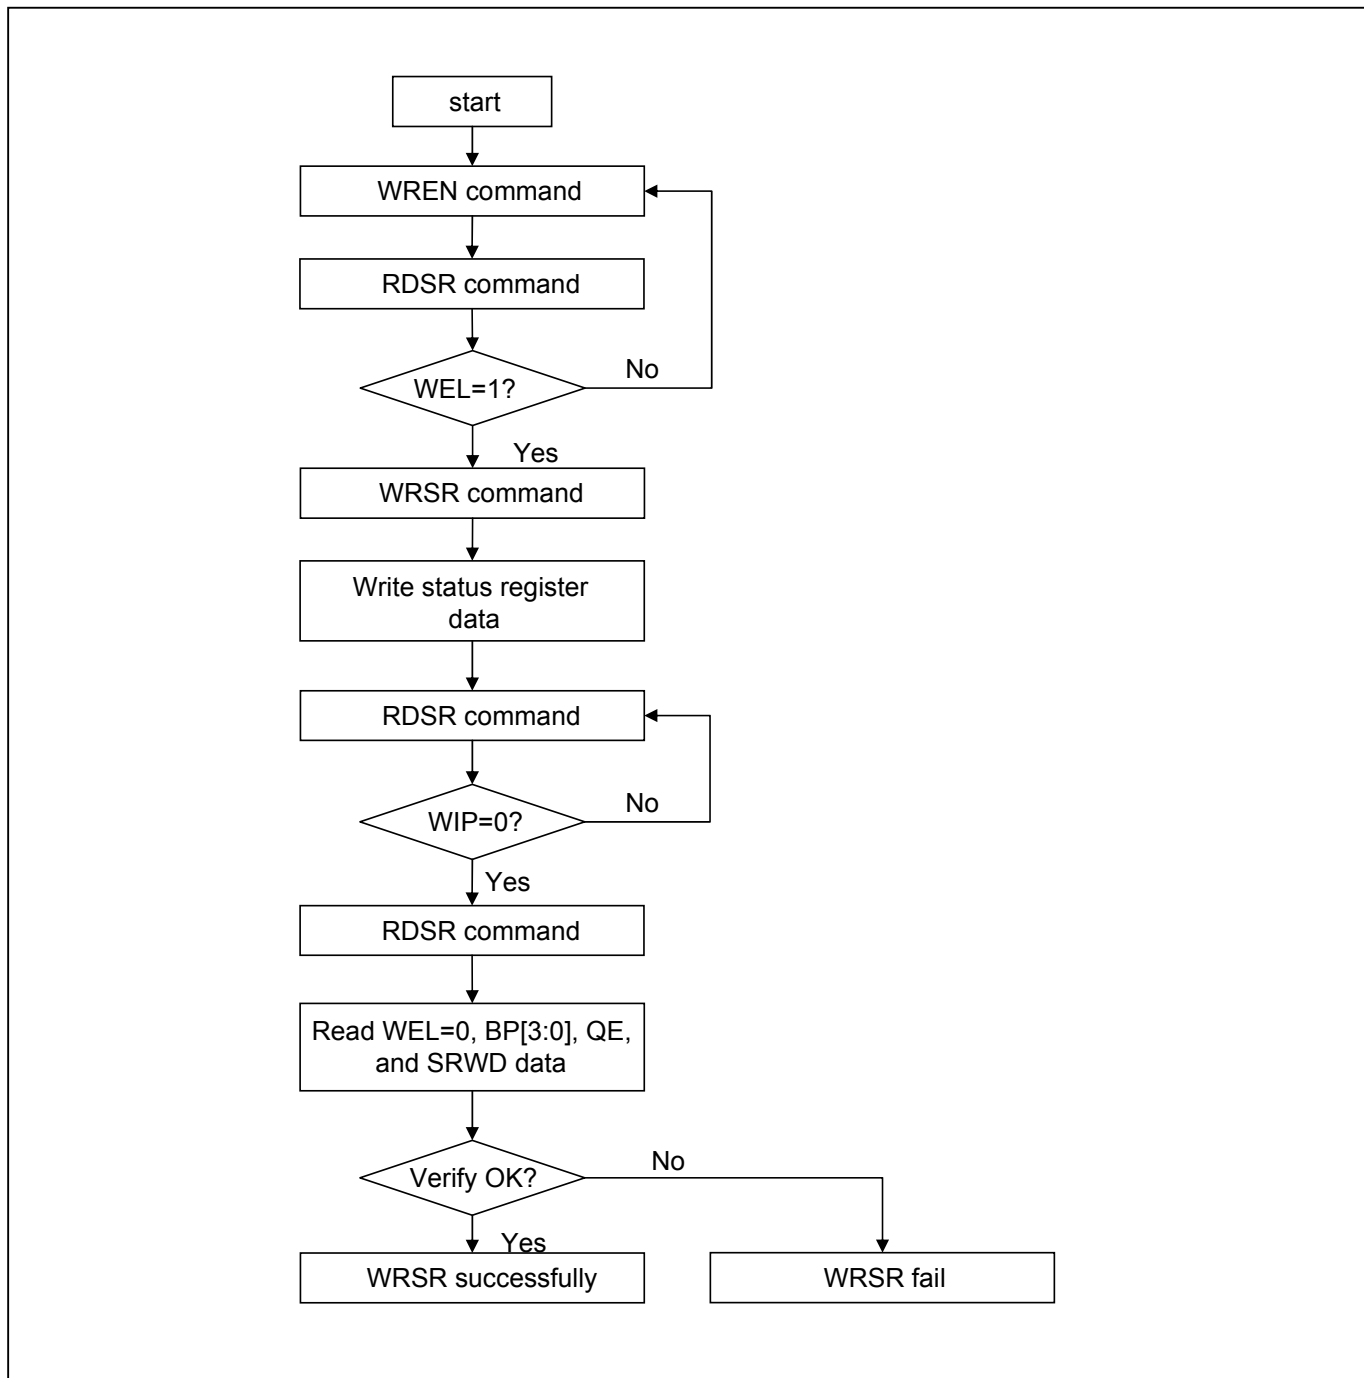 start
WREN command
RDSR command
WEL=1?
No
Yes
WRSR command
Write status register
data
RDSR command
WIP=0?
No
Yes
RDSR command
Read WEL=0, BP[3:0], QE,
and SRWD data
Verify OK?
No
Yes
WRSR successfully
WRSR fail